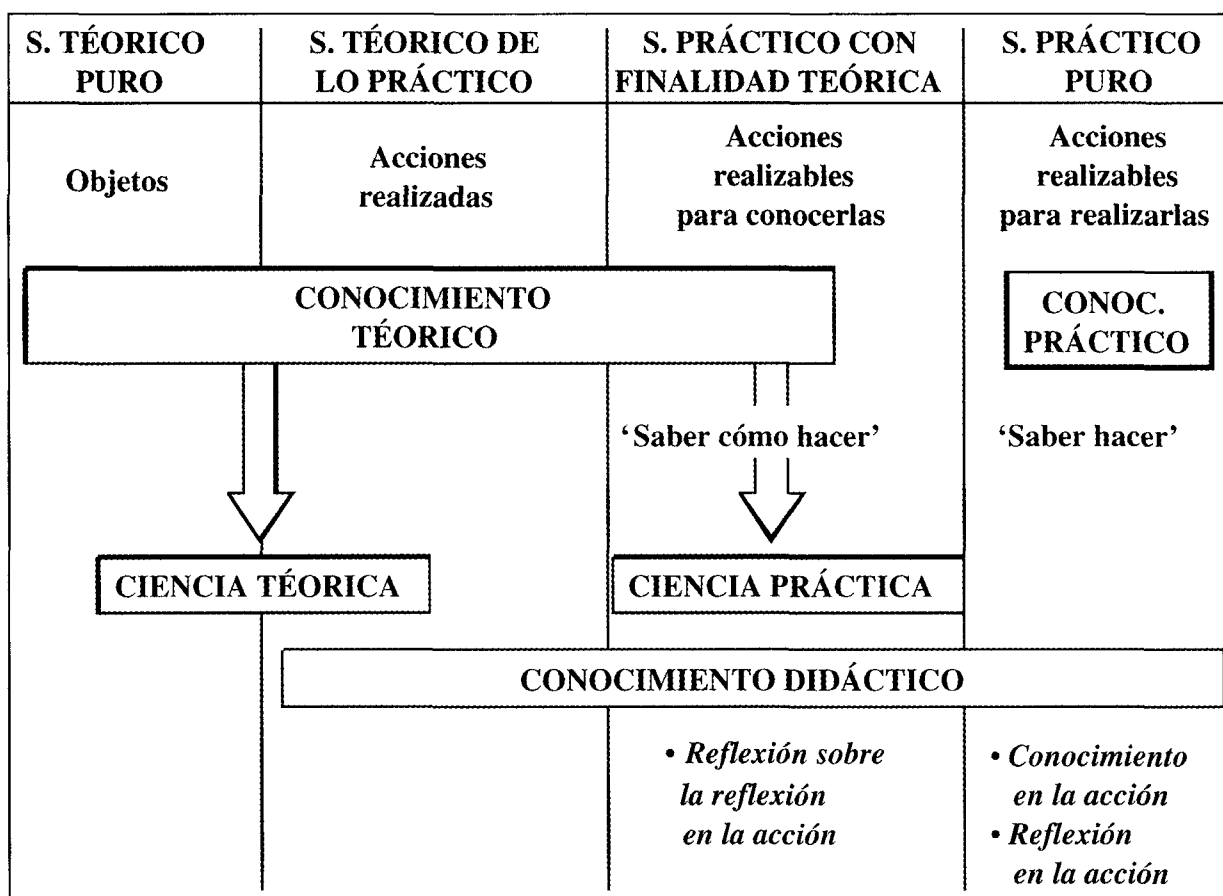 S. TÉORICO
PURO
S. TÉORICO DE
LO PRÁCTICO
S. PRÁCTICO CON
FINALIDAD TEÓRICA
S. PRÁCTICO
PURO
Objetos
Acciones
realizadas
Acciones
realizables
para conocerlas
Acciones
realizables
para realizarlas
CONOCIMIENTO
TÉORICO
CONOC.
PRÁCTICO
‘Saber cómo hacer’
‘Saber hacer’
CIENCIA TÉORICA
CIENCIA PRÁCTICA
CONOCIMIENTO DIDÁCTICO
• Reflexión sobre
la reflexión
en la acción
• Conocimiento
en la acción
• Reflexión
en la acción